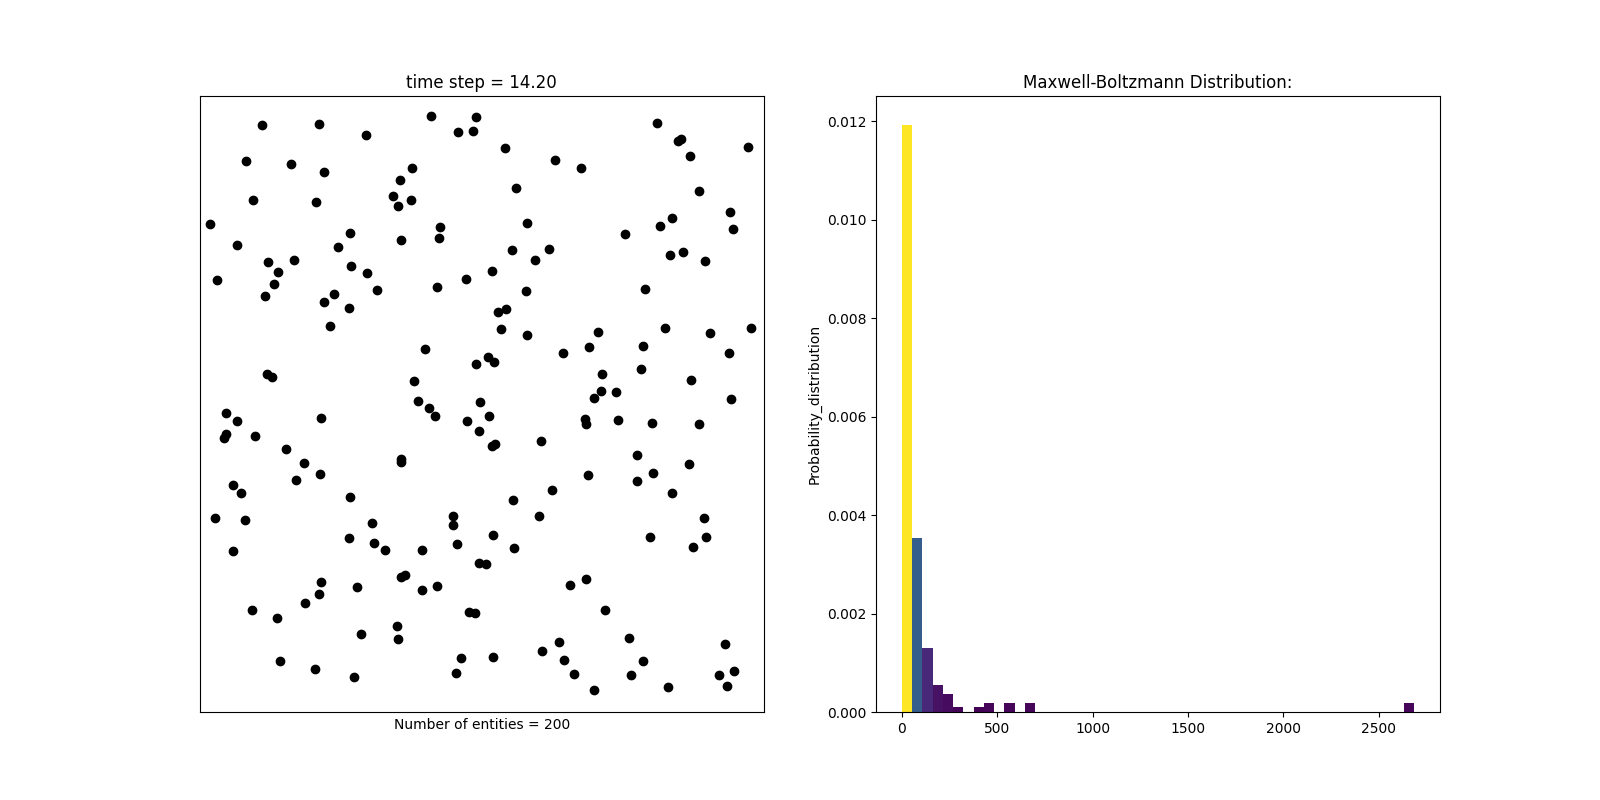 time step = 14.20
Number of entities = 200
Maxwell-Boltzmann Distribution:
Probability_distribution
0.012
0.010
0.008
0.006
0.004
0.002
0.000
0 500 1000 1500 2000 2500